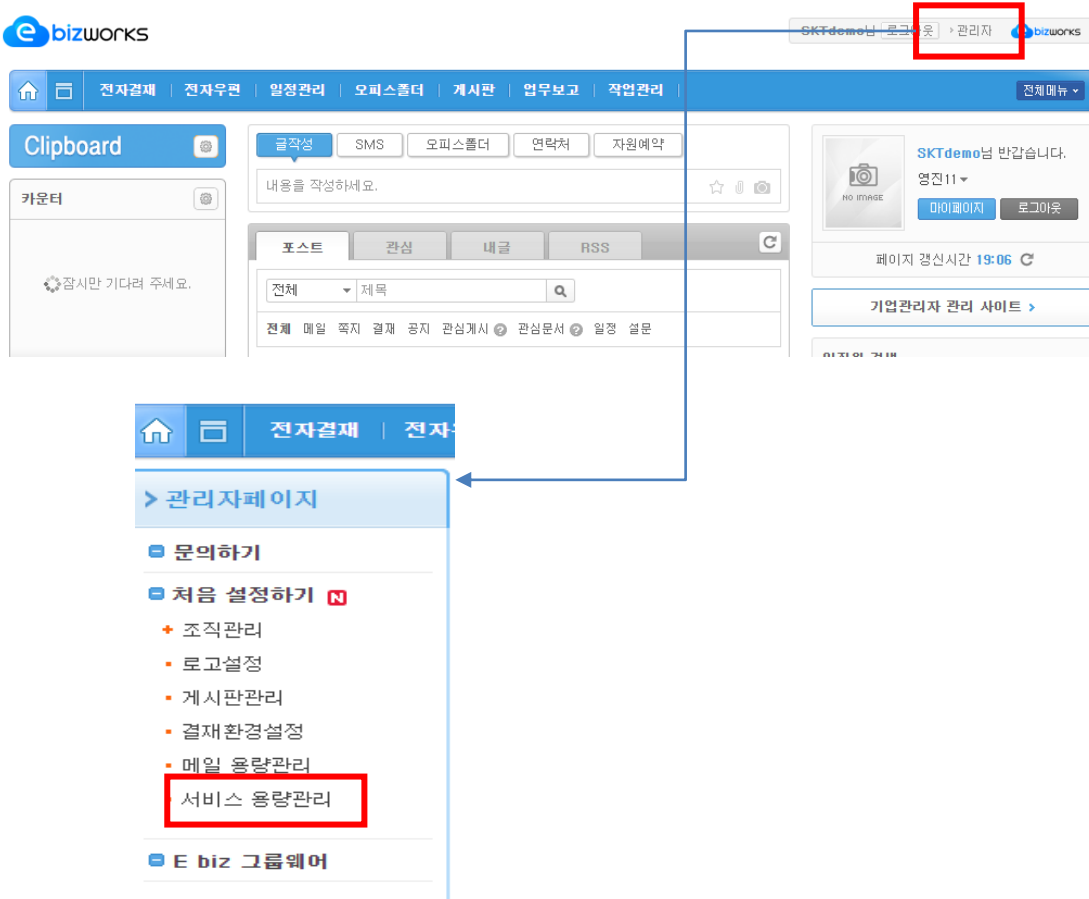 e bizworks
SKTdemo님 로그아웃 › 관리자 bizworks
전자결재 | 전자우편 | 일정관리 | 오피스폴더 | 게시판 | 업무보고 | 작업관리 | 전체메뉴
Clipboard
카운터
잠시만 기다려 주세요.
글작성 SMS 오피스폴더 연락처 자원예약
내용을 작성하세요.
포스트 관심 내글 RSS
전체 제목
전체 메일 쪽지 결재 공지 관심게시 ? 관심문서 ? 일정 설문
NO IMAGE
SKTdemo님 반갑습니다.
영진11
마이페이지 로그아웃
페이지 갱신시간 19:06
기업관리자 관리 사이트 ›
전자결재 |
> 관리자페이지
문의하기
처음 설정하기 N
조직관리
로고설정
게시판관리
결재환경설정
메일 용량관리
서비스 용량관리
E biz 그룹웨어